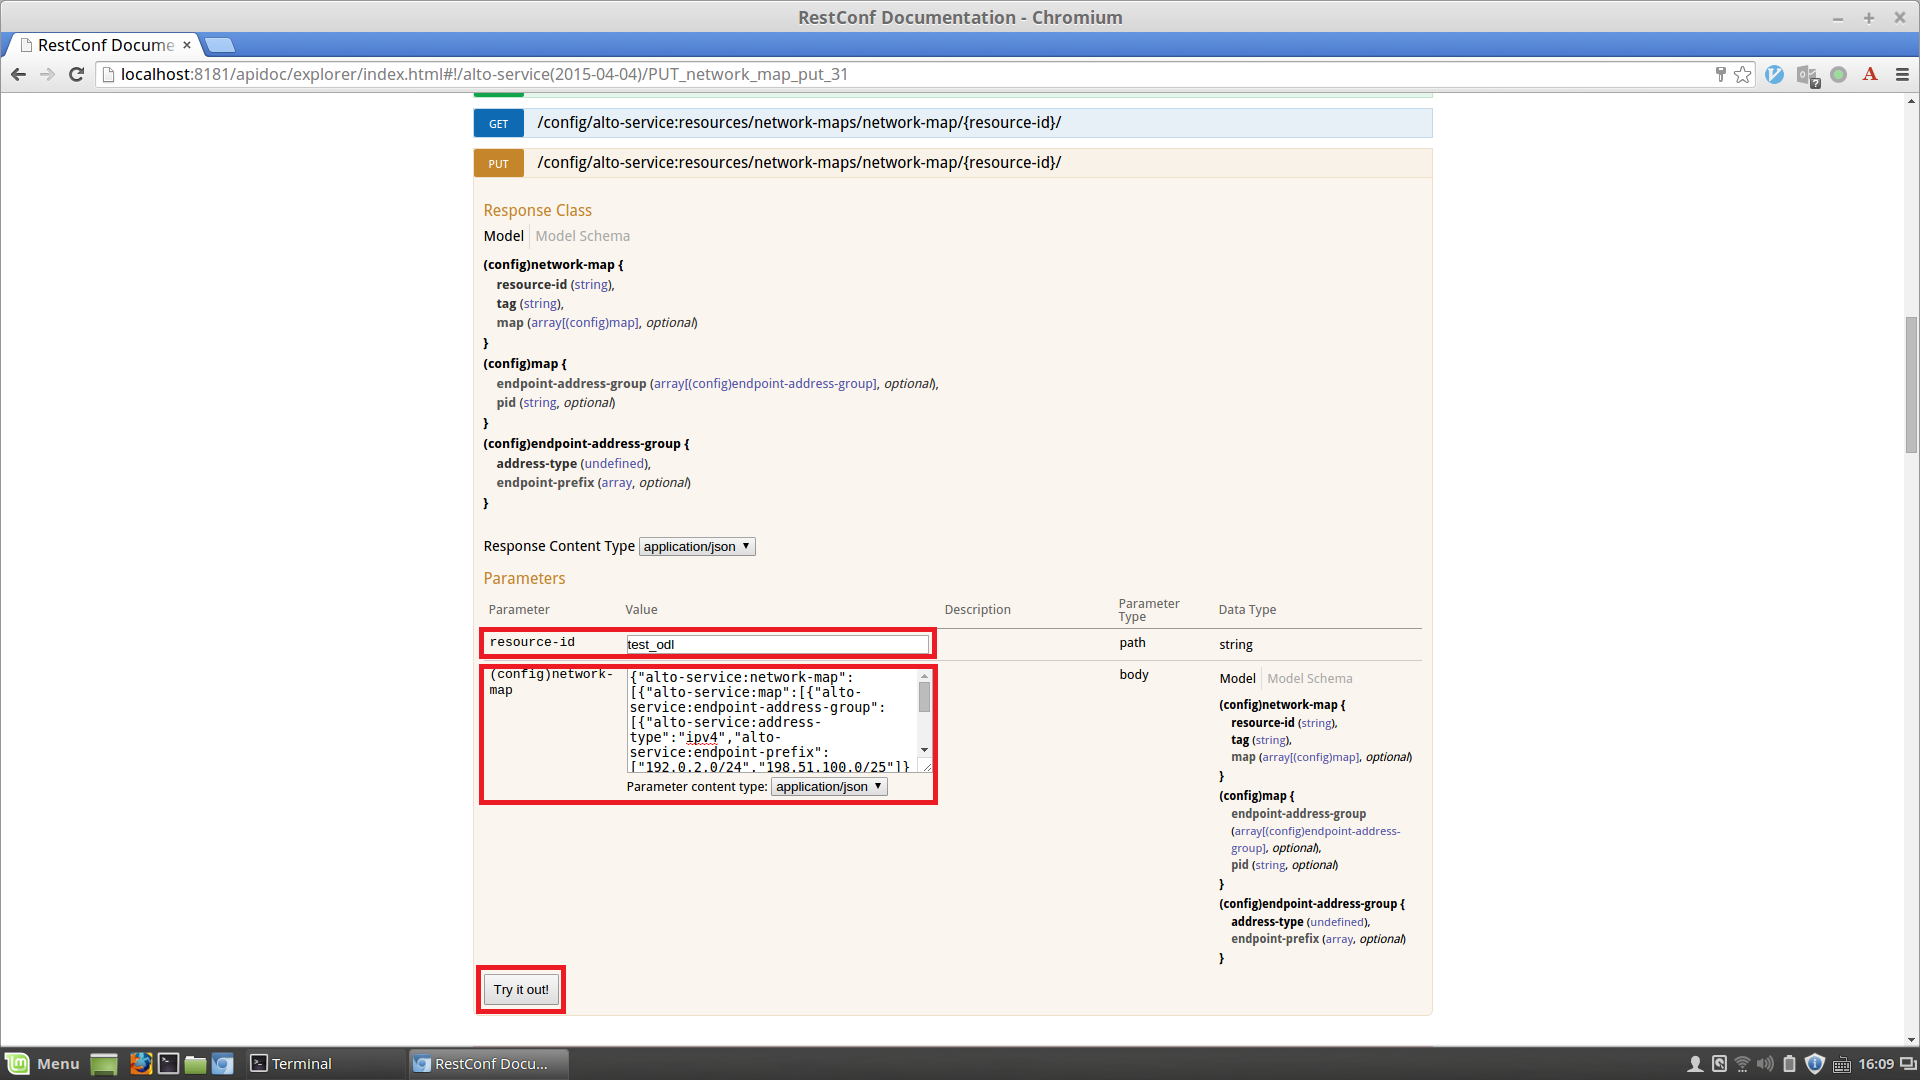 RestConf Documentation - Chromium
RestConf Docume
localhost:8181/apidoc/explorer/index.html#!/alto-service(2015-04-04)/PUT_network_map_put_31
GET /config/alto-service:resources/network-maps/network-map/{resource-id}/
PUT /config/alto-service:resources/network-maps/network-map/{resource-id}/
Response Class
Model Model Schema
(config)network-map {
resource-id (string),
tag (string),
map (array[(config)map], optional)
}
(config)map {
endpoint-address-group (array[(config)endpoint-address-group], optional),
pid (string, optional)
}
(config)endpoint-address-group {
address-type (undefined),
endpoint-prefix (array, optional)
}
Response Content Type application/json
Parameters
Parameter Value Description Parameter Type Data Type
resource-id test_odl path string
(config)network-map
{"alto-service:network-map":
[{"alto-service:map":[{"alto-
service:endpoint-address-group":
[{"alto-service:address-
type":"ipv4","alto-
service:endpoint-prefix":
["192.0.2.0/24","198.51.100.0/25"]}
Parameter content type: application/json
body
Model Model Schema
(config)network-map {
resource-id (string),
tag (string),
map (array[(config)map], optional)
}
(config)map {
endpoint-address-group
(array[(config)endpoint-address-
group], optional),
pid (string, optional)
}
(config)endpoint-address-group {
address-type (undefined),
endpoint-prefix (array, optional)
}
Try it out!
Menu Terminal RestConf Docu... 16:09